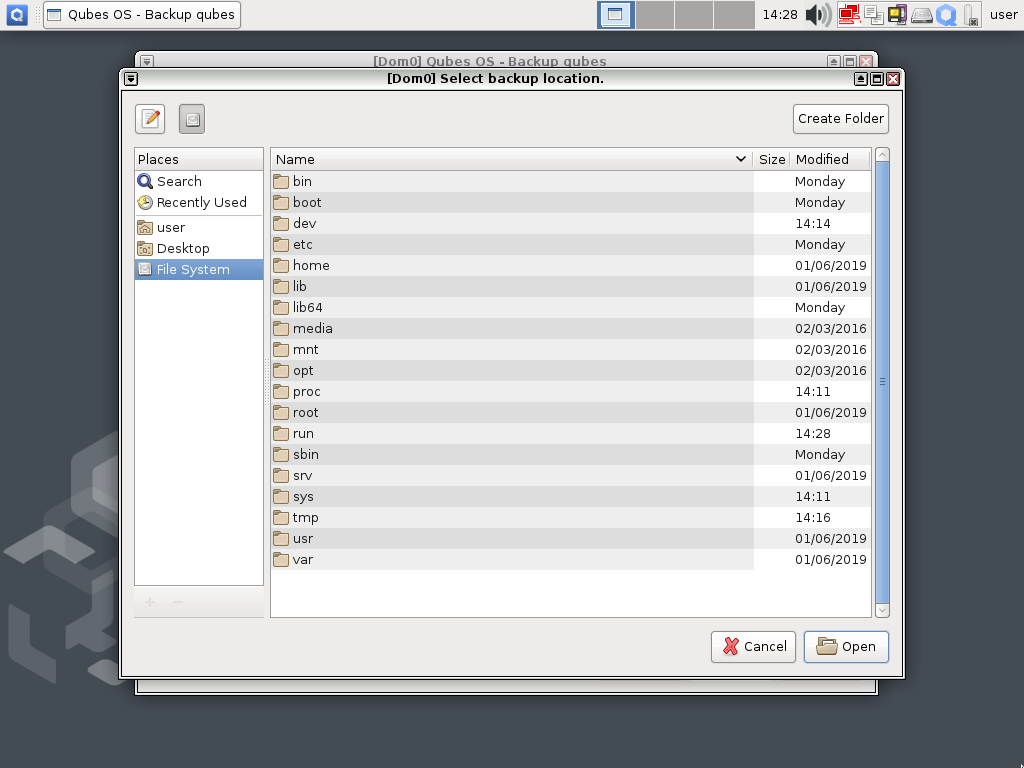 Qubes OS - Backup qubes 14:28 user
[Dom0] Qubes OS - Backup qubes
[Dom0] Select backup location.
Create Folder
Places Name Size Modified
Search bin Monday
Recently Used boot Monday
user dev 14:14
Desktop etc Monday
File System home 01/06/2019
lib 01/06/2019
lib64 Monday
media 02/03/2016
mnt 02/03/2016
opt 02/03/2016
proc 14:11
root 01/06/2019
run 14:28
sbin Monday
srv 01/06/2019
sys 14:11
tmp 14:16
usr 01/06/2019
var 01/06/2019
Cancel Open